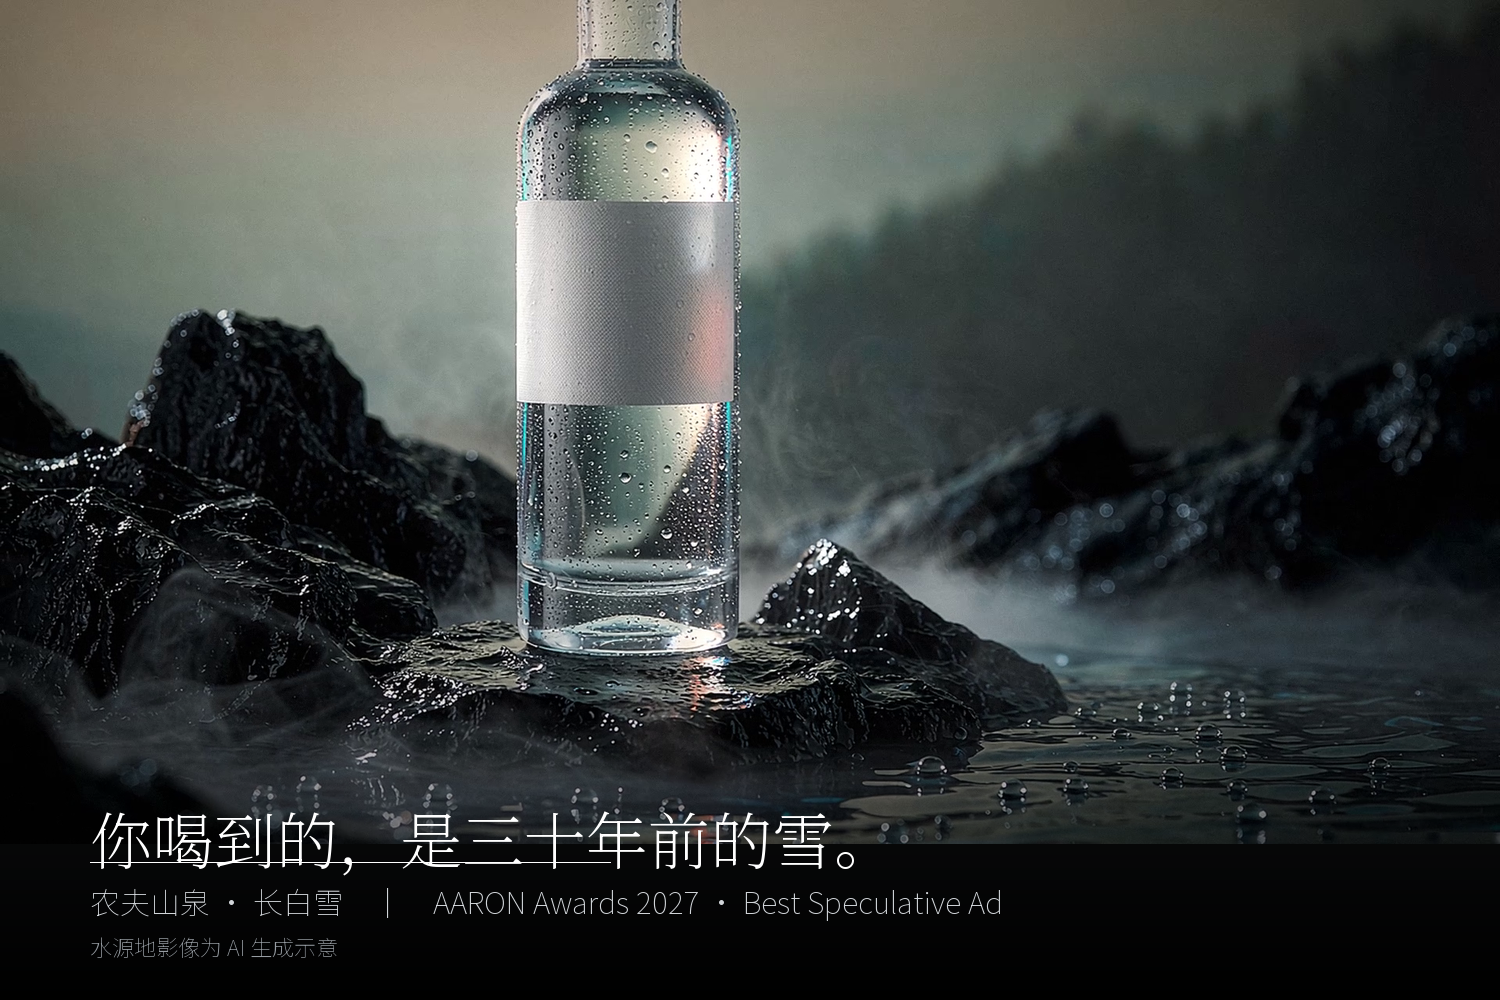 你喝到的，是三十年前的雪。
农夫山泉 · 长白雪 | AARON Awards 2027 · Best Speculative Ad
水源地影像为 AI 生成示意